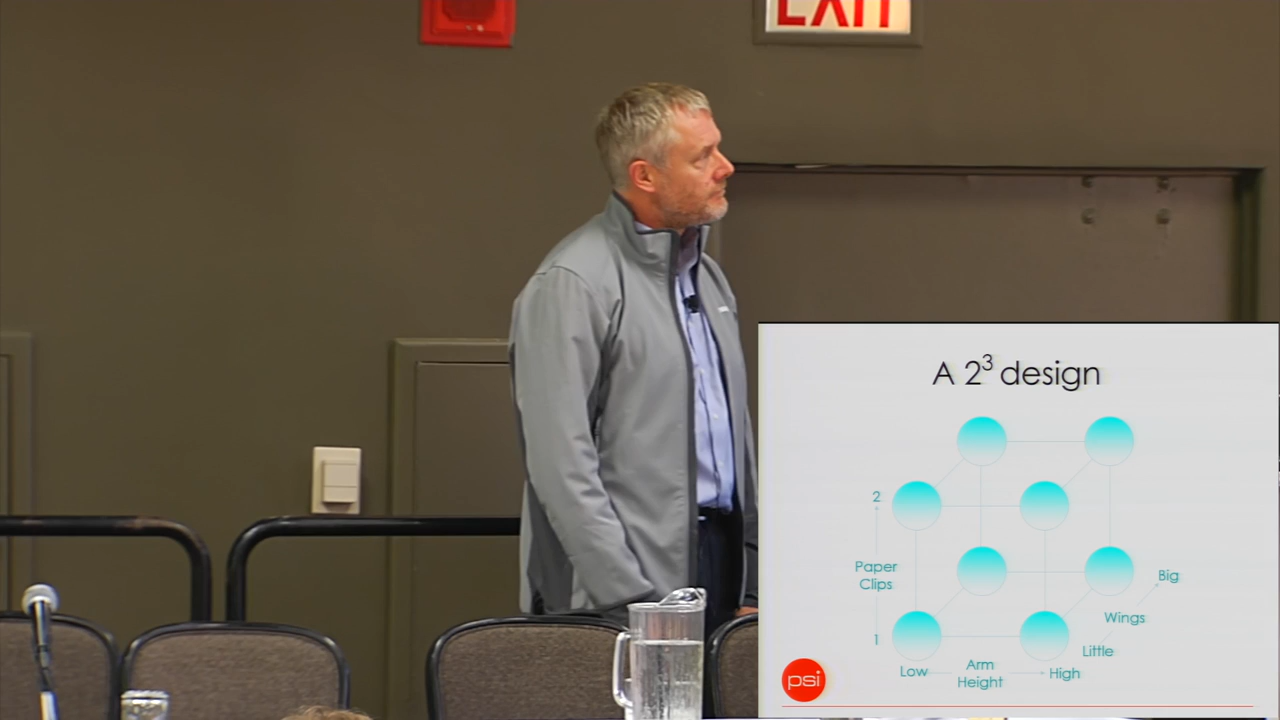 EXIT
A 2³ design
2
Paper
Clips
Big
Wings
1
Little
Low
Arm
Height
High
psi